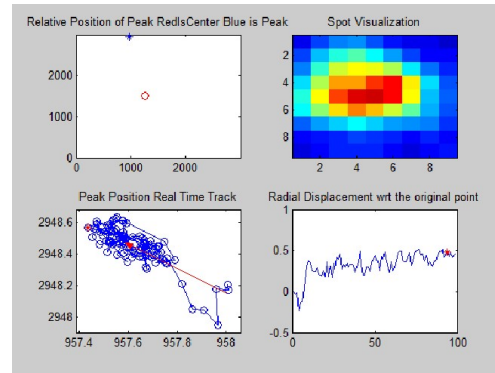 Relative Position of Peak RedIsCenter Blue is Peak
Spot Visualization
3000
2000
1000
0
0 1000 2000
2
4
6
8
2 4 6 8
Peak Position Real Time Track
Radial Displacement wrt the original point
2948.6
2948.4
2948.2
2948
957.4 957.6 957.8 958
1
0.5
0
-0.5
0 50 100